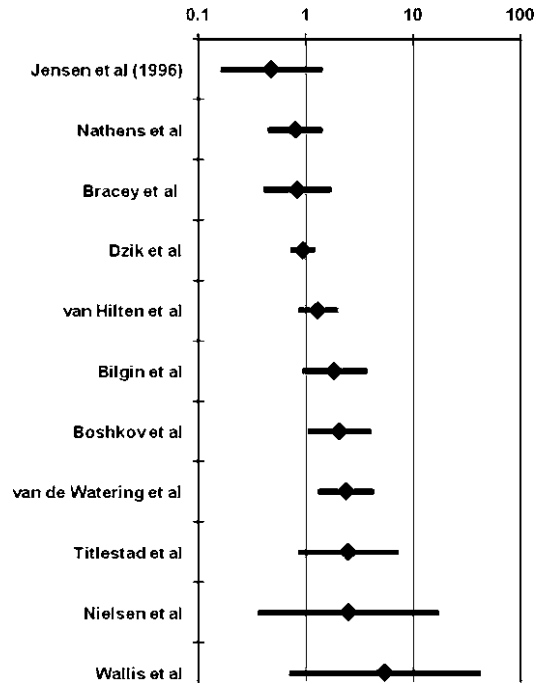 0.1 1 10 100
Jensen et al (1996)
Nathens et al
Bracey et al
Dzik et al
van Hilten et al
Bilgin et al
Boshkov et al
van de Watering et al
Titlestad et al
Nielsen et al
Wallis et al